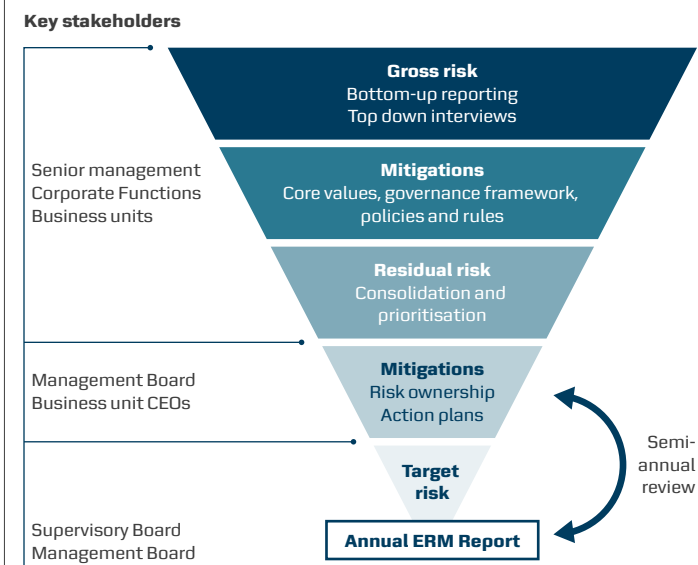 Key stakeholders
Gross risk
Bottom-up reporting
Top down interviews
Senior management
Corporate Functions
Business units
Mitigations
Core values, governance framework,
policies and rules
Residual risk
Consolidation and
prioritisation
Management Board
Business unit CEOs
Mitigations
Risk ownership
Action plans
Semi-
annual
review
Target
risk
Supervisory Board
Management Board
Annual ERM Report